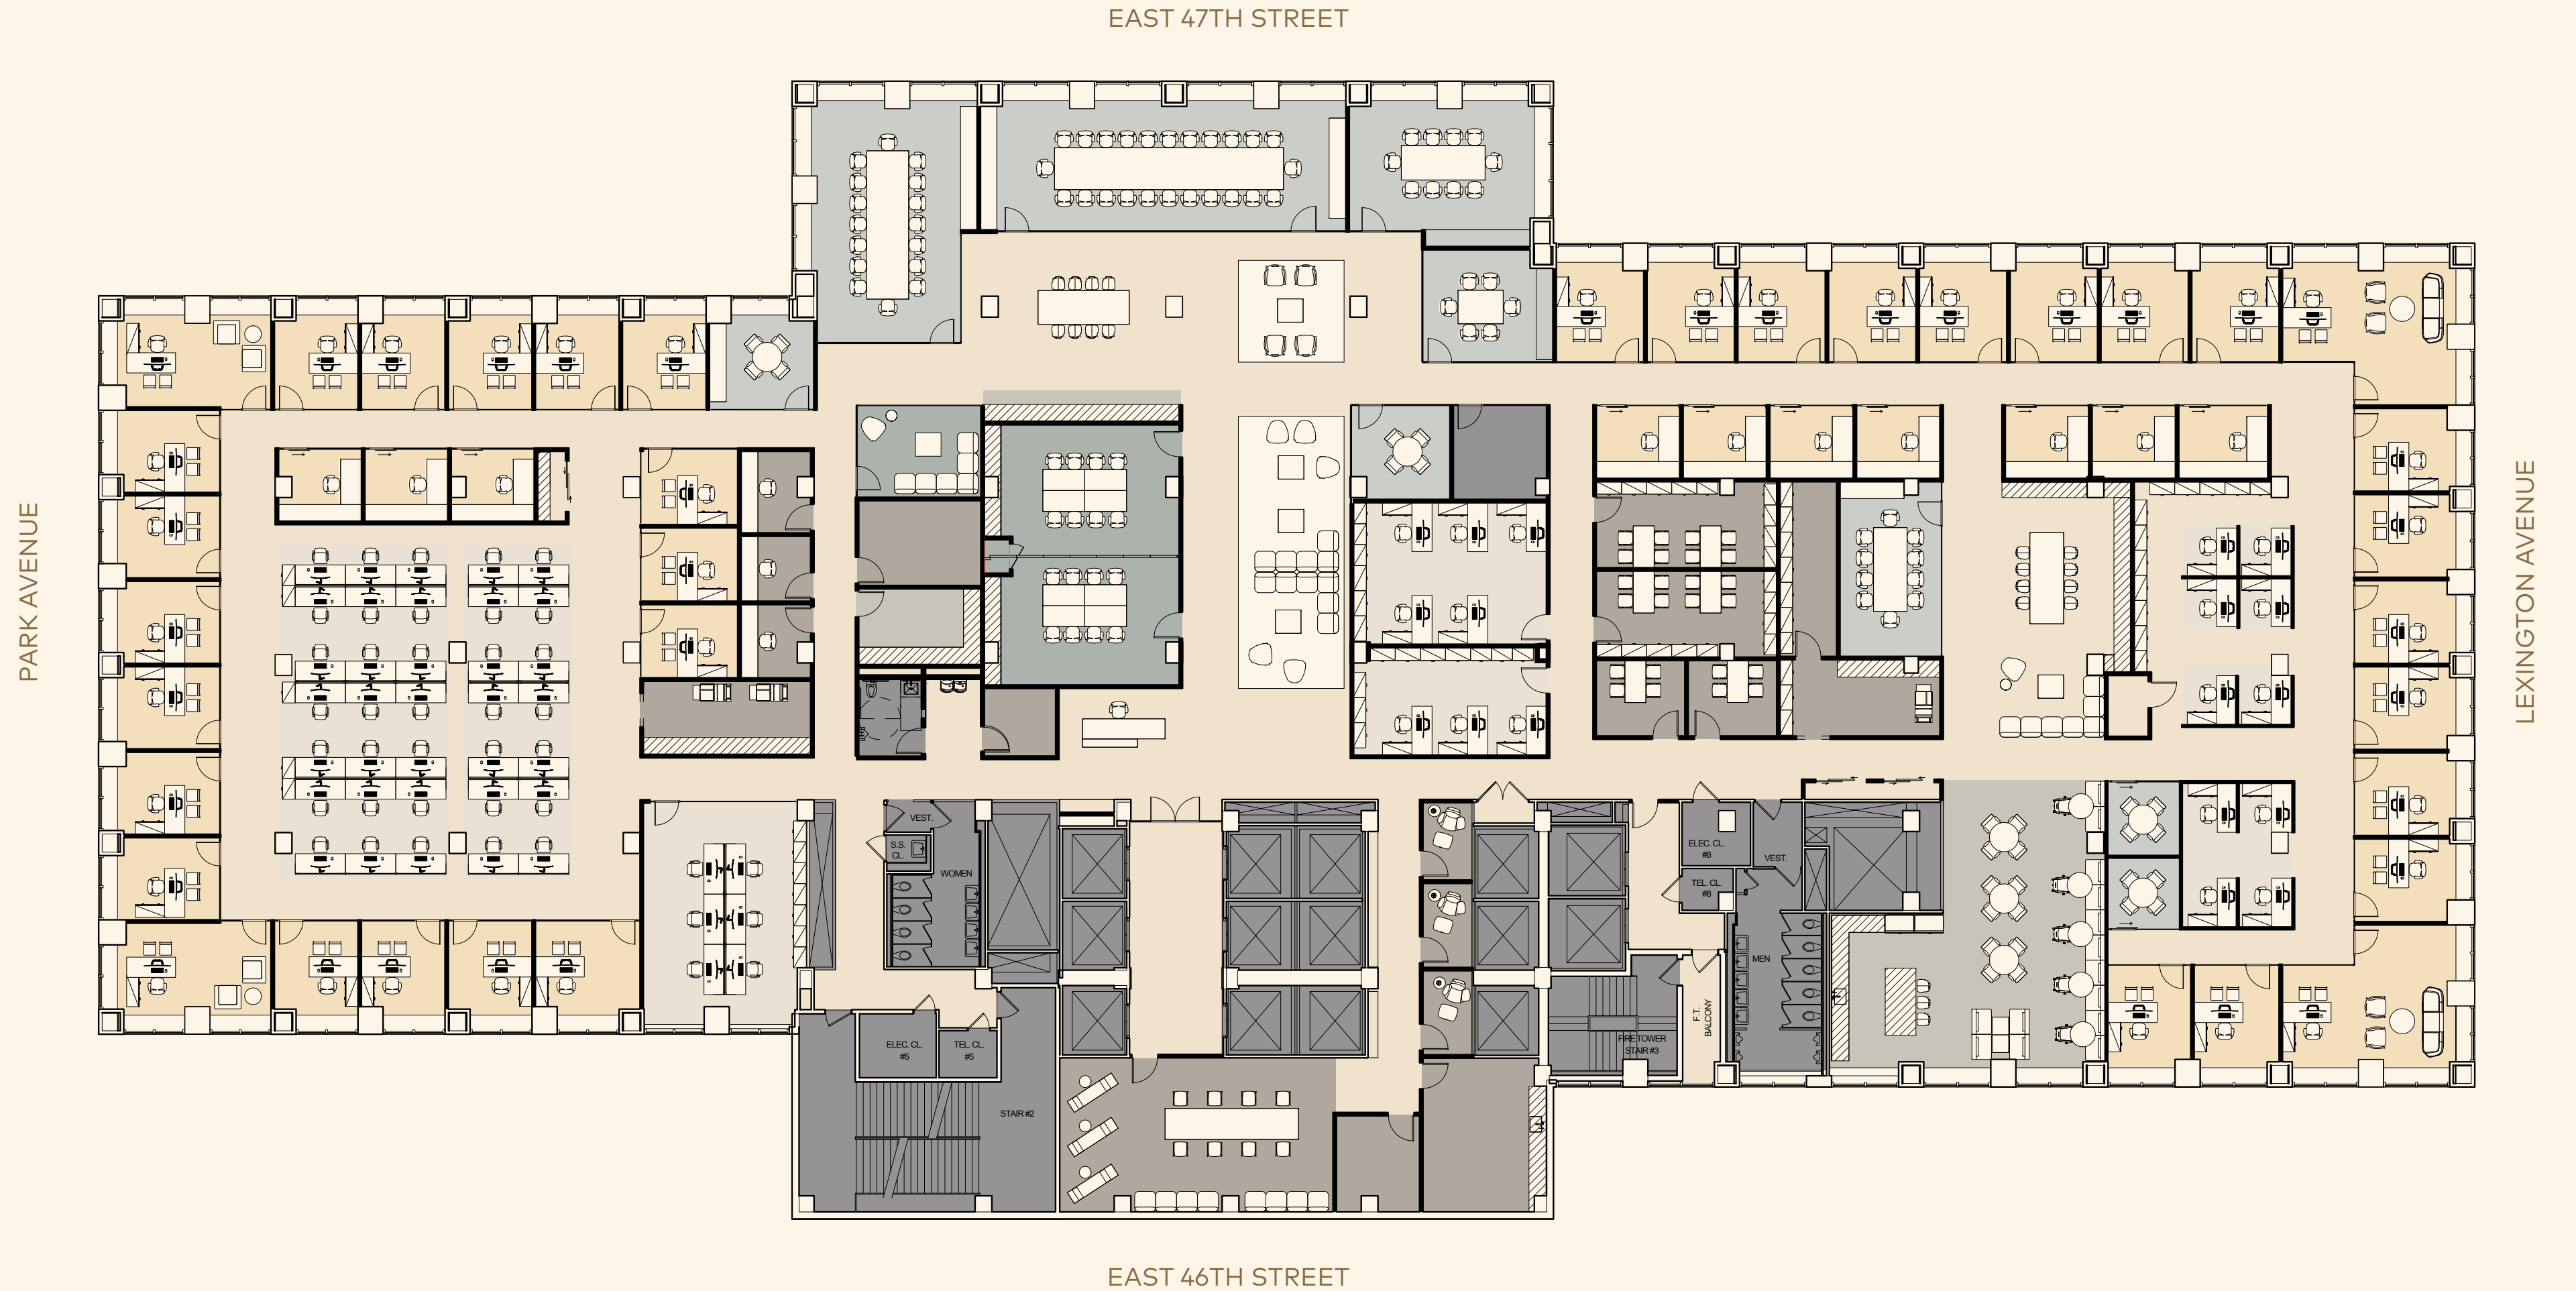 EAST 47TH STREET
PARK AVENUE
LEXINGTON AVENUE
VEST.
S.S.
CL.
WOMEN
ELEC. CL.
#8
VEST.
TEL. CL.
#8
MEN
F.T.
BALCONY
FIRE TOWER
STAIR #3
ELEC. CL.
#5
TEL. CL.
#5
STAIR #2
EAST 46TH STREET